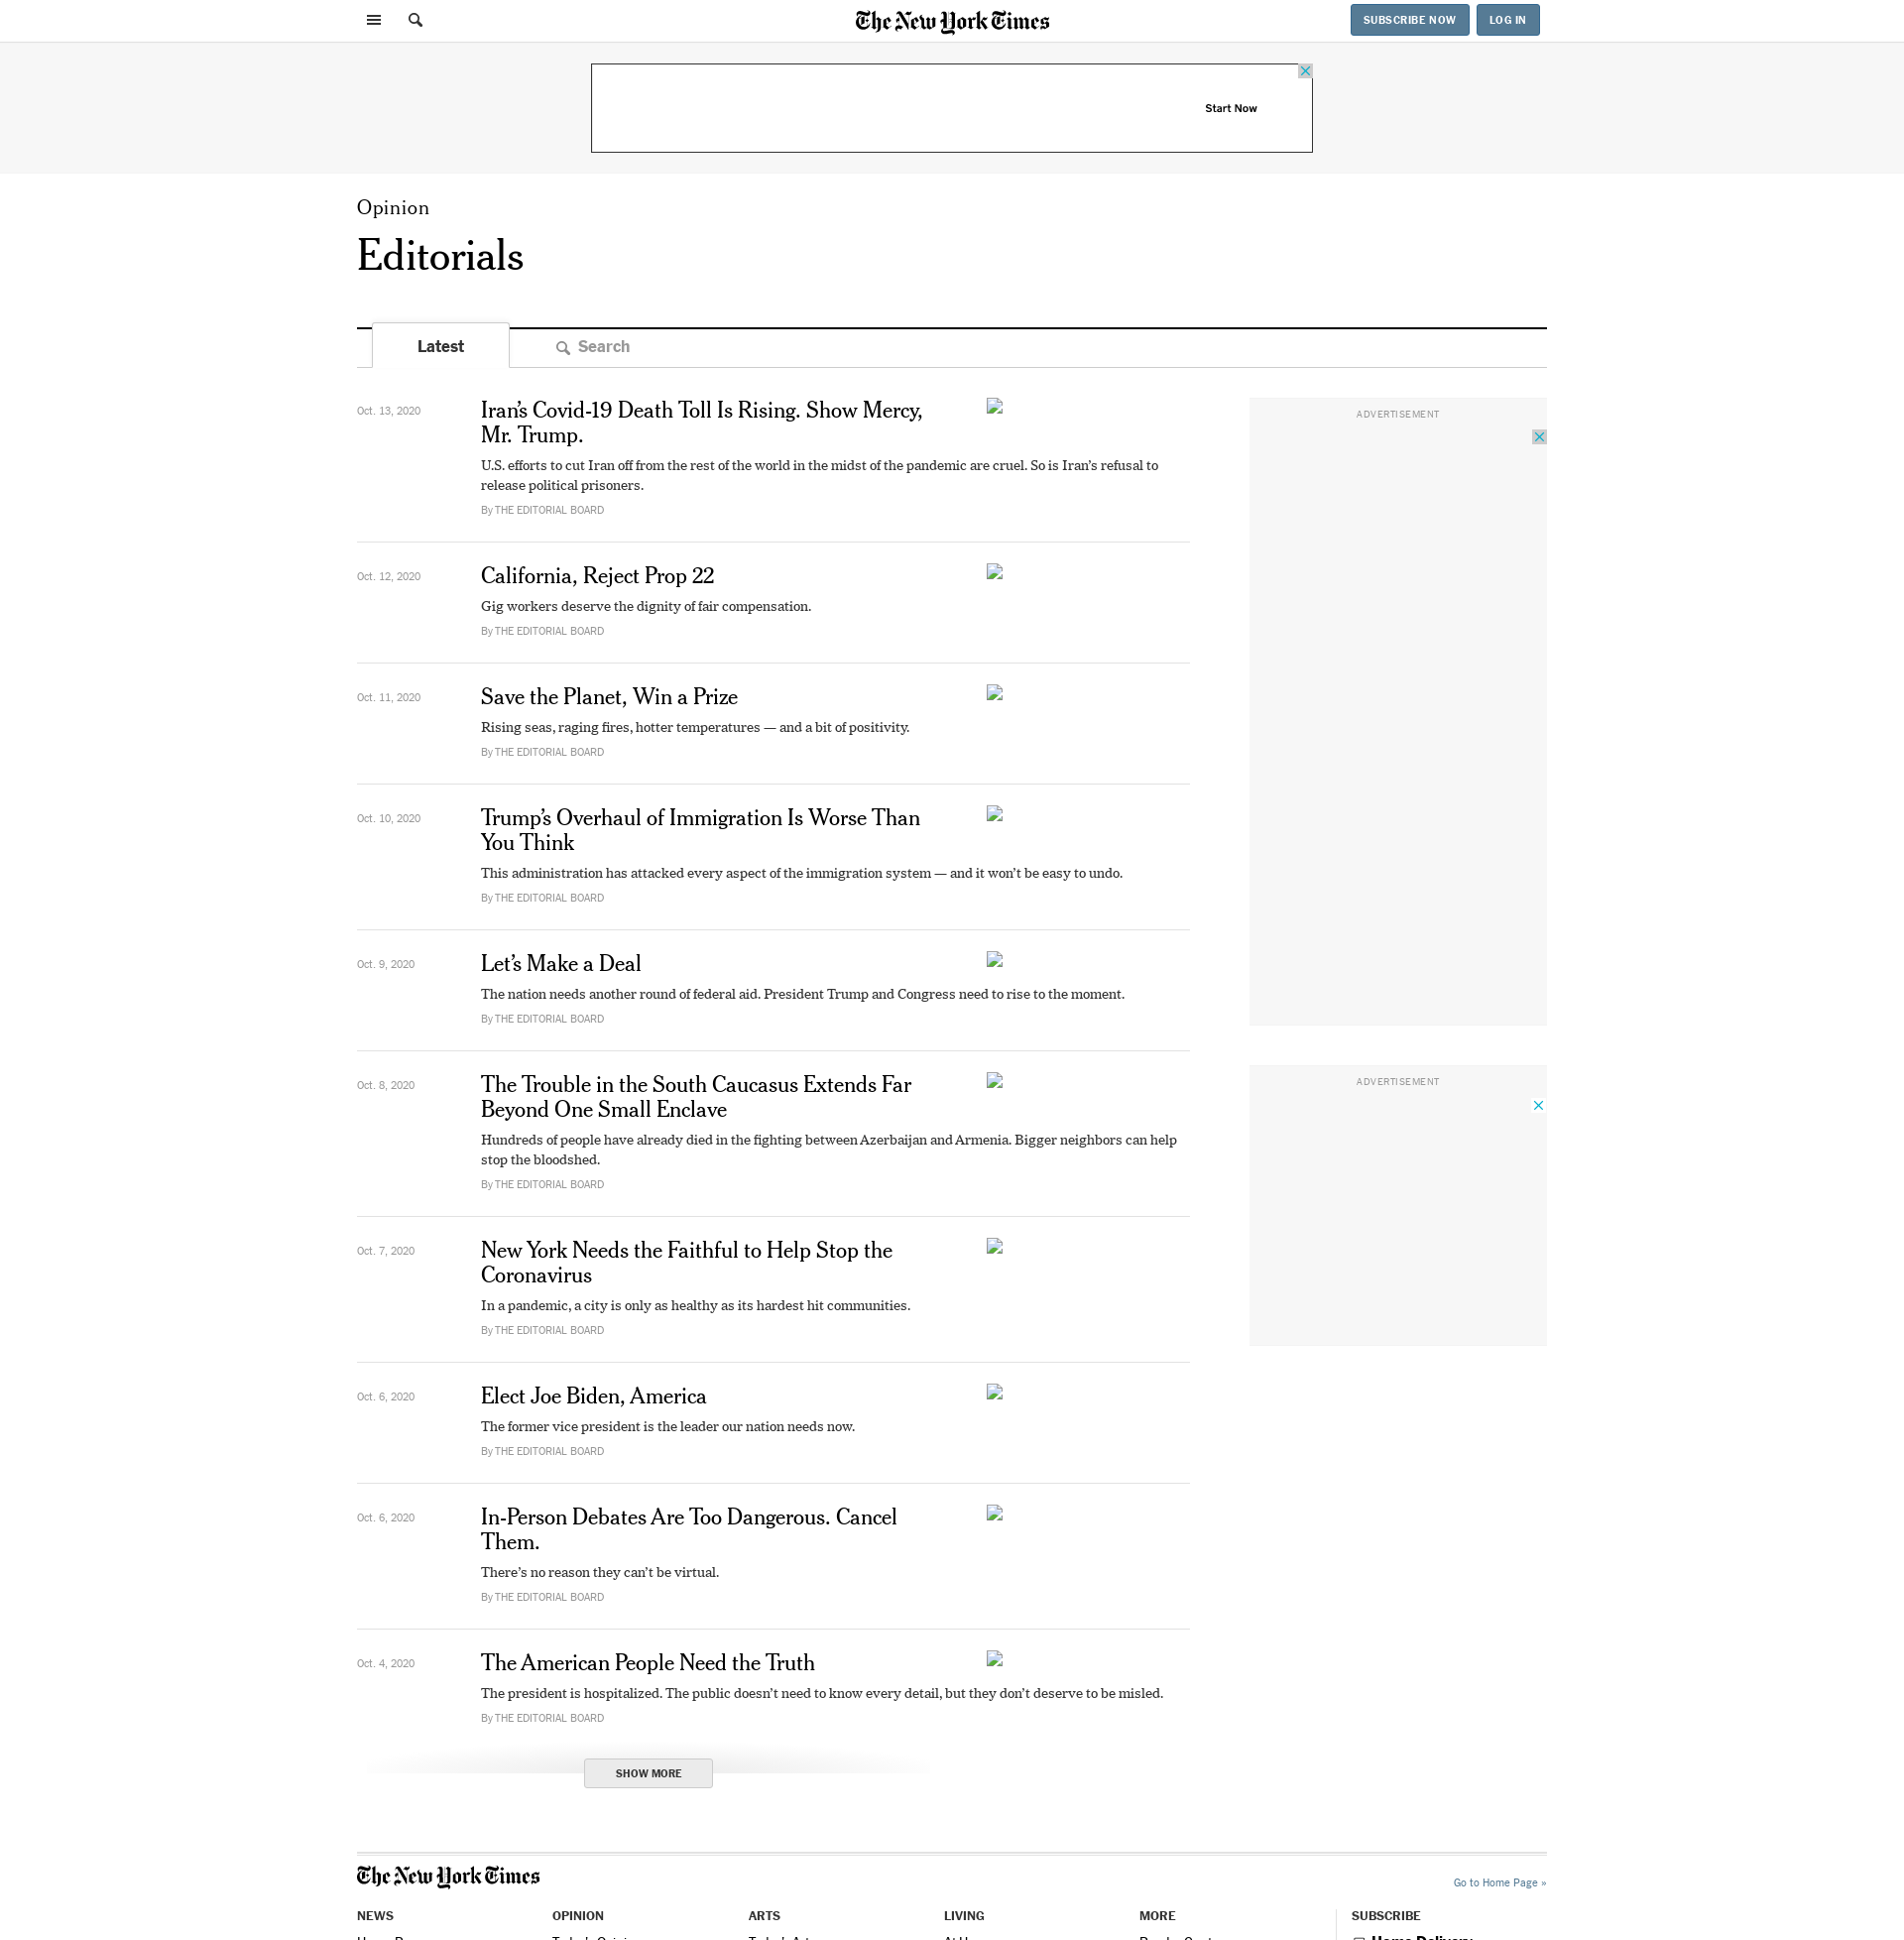 The New York Times
SUBSCRIBE NOW
LOG IN
Start Now
Opinion
Editorials
Latest
Search
Oct. 13, 2020
Iran’s Covid-19 Death Toll Is Rising. Show Mercy,
Mr. Trump.
U.S. efforts to cut Iran off from the rest of the world in the midst of the pandemic are cruel. So is Iran’s refusal to
release political prisoners.
By THE EDITORIAL BOARD
ADVERTISEMENT
Oct. 12, 2020
California, Reject Prop 22
Gig workers deserve the dignity of fair compensation.
By THE EDITORIAL BOARD
Oct. 11, 2020
Save the Planet, Win a Prize
Rising seas, raging fires, hotter temperatures — and a bit of positivity.
By THE EDITORIAL BOARD
Oct. 10, 2020
Trump’s Overhaul of Immigration Is Worse Than
You Think
This administration has attacked every aspect of the immigration system — and it won’t be easy to undo.
By THE EDITORIAL BOARD
Oct. 9, 2020
Let’s Make a Deal
The nation needs another round of federal aid. President Trump and Congress need to rise to the moment.
By THE EDITORIAL BOARD
Oct. 8, 2020
The Trouble in the South Caucasus Extends Far
Beyond One Small Enclave
Hundreds of people have already died in the fighting between Azerbaijan and Armenia. Bigger neighbors can help
stop the bloodshed.
By THE EDITORIAL BOARD
ADVERTISEMENT
Oct. 7, 2020
New York Needs the Faithful to Help Stop the
Coronavirus
In a pandemic, a city is only as healthy as its hardest hit communities.
By THE EDITORIAL BOARD
Oct. 6, 2020
Elect Joe Biden, America
The former vice president is the leader our nation needs now.
By THE EDITORIAL BOARD
Oct. 6, 2020
In-Person Debates Are Too Dangerous. Cancel
Them.
There’s no reason they can’t be virtual.
By THE EDITORIAL BOARD
Oct. 4, 2020
The American People Need the Truth
The president is hospitalized. The public doesn’t need to know every detail, but they don’t deserve to be misled.
By THE EDITORIAL BOARD
SHOW MORE
The New York Times
Go to Home Page »
NEWS
OPINION
ARTS
LIVING
MORE
SUBSCRIBE
Home Delivery